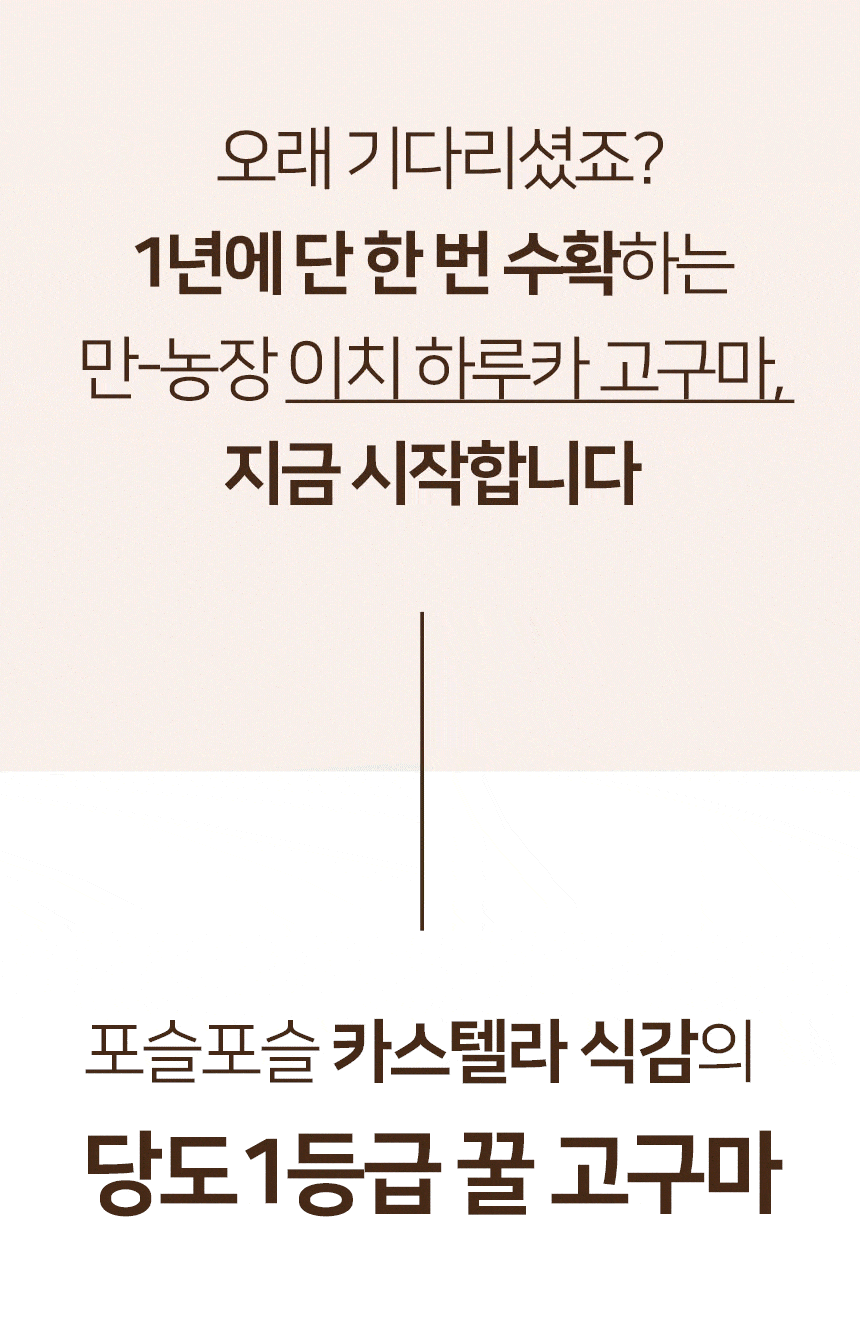 오래 기다리셨죠?
1년에 단 한 번 수확하는
만-농장 이치 하루카 고구마,
지금 시작합니다
포슬포슬 카스텔라 식감의
당도1등급 꿀 고구마